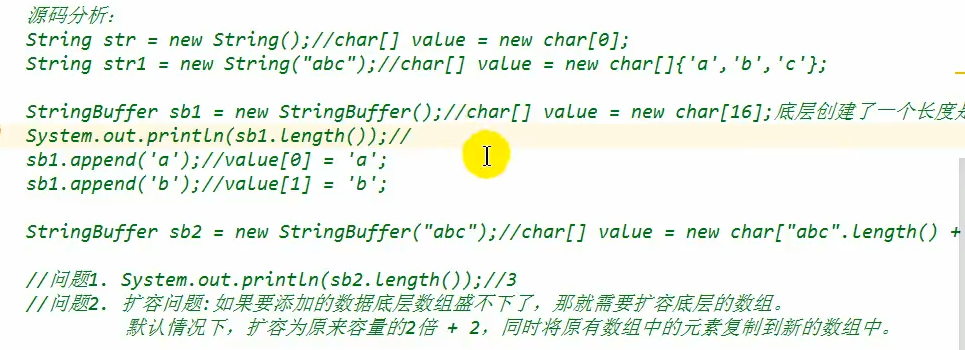 源码分析:
String str = new String();//char[] value = new char[0];
String str1 = new String("abc");//char[] value = new char[]{'a','b','c'};
StringBuffer sb1 = new StringBuffer();//char[] value = new char[16];底层创建了一个长度是
System.out.println(sb1.length());//
sb1.append('a');//value[0] = 'a';
sb1.append('b');//value[1] = 'b';
StringBuffer sb2 = new StringBuffer("abc");//char[] value = new char["abc".length() +
//问题1. System.out.println(sb2.length());//3
//问题2. 扩容问题:如果要添加的数据底层数组盛不下了,那就需要扩容底层的数组。
默认情况下,扩容为原来容量的2倍 + 2,同时将原有数组中的元素复制到新的数组中。